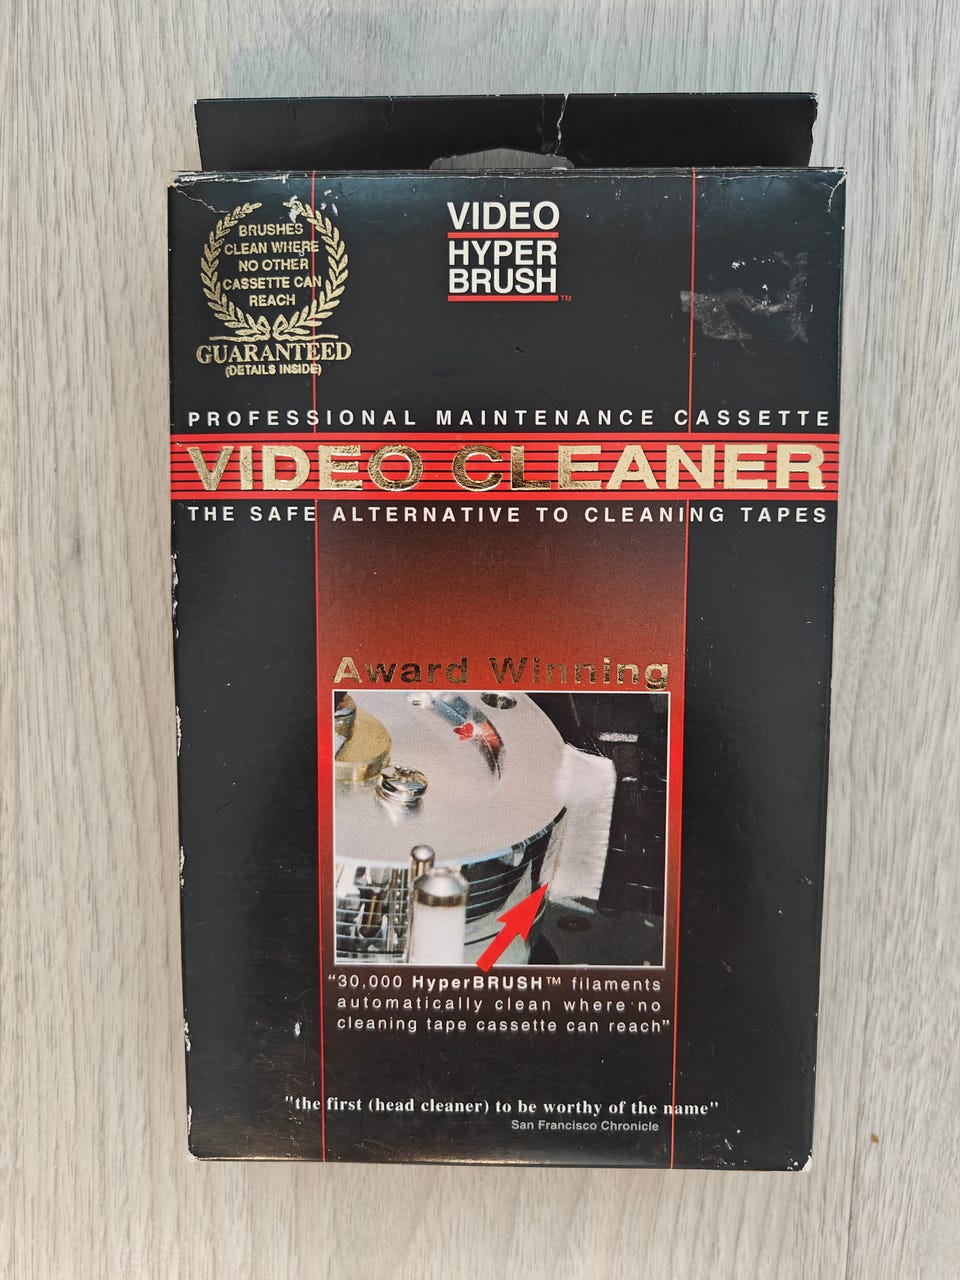 BRUSHES
CLEAN WHERE
NO OTHER
CASSETTE CAN
REACH
GUARANTEED
(DETAILS INSIDE)
VIDEO
HYPER
BRUSH™
PROFESSIONAL MAINTENANCE CASSETTE
VIDEO CLEANER
THE SAFE ALTERNATIVE TO CLEANING TAPES
Award Winning
“30,000 HyperBRUSH™ filaments
automatically clean where no
cleaning tape cassette can reach”
"the first (head cleaner) to be worthy of the name"
San Francisco Chronicle